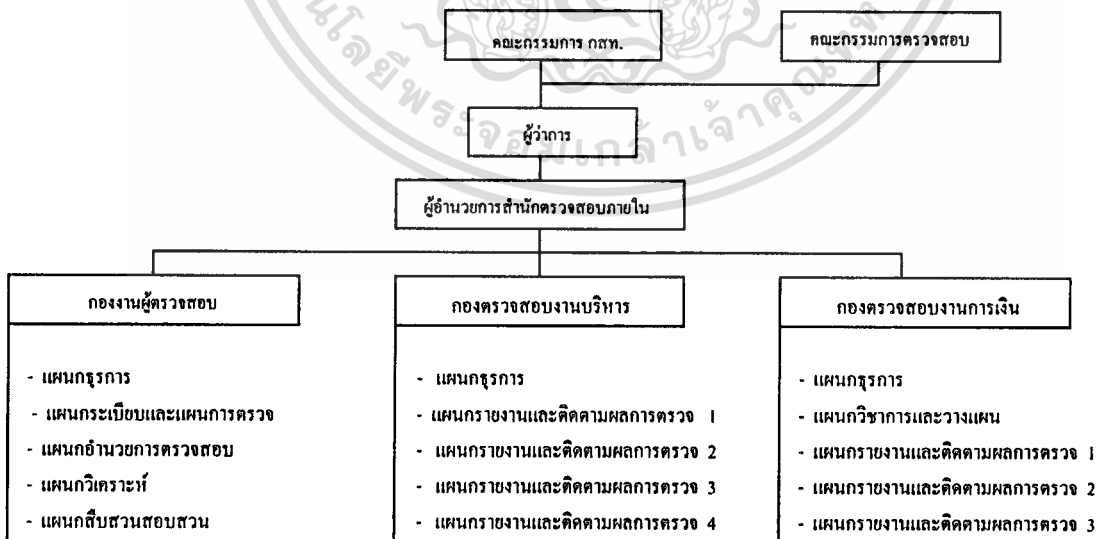 คณะกรรมการ กสท.
คณะกรรมการตรวจสอบ
ผู้ว่าการ
ผู้อำนวยการสำนักตรวจสอบภายใน
กองงานผู้ตรวจสอบ
- แผนกธุรการ
- แผนกระเบียบและแผนการตรวจ
- แผนกอำนวยการตรวจสอบ
- แผนกวิเคราะห์
- แผนกสืบสวนสอบสวน
กองตรวจสอบงานบริหาร
- แผนกธุรการ
- แผนกรายงานและติดตามผลการตรวจ 1
- แผนกรายงานและติดตามผลการตรวจ 2
- แผนกรายงานและติดตามผลการตรวจ 3
- แผนกรายงานและติดตามผลการตรวจ 4
กองตรวจสอบงานการเงิน
- แผนกธุรการ
- แผนกวิชาการและวางแผน
- แผนกรายงานและติดตามผลการตรวจ 1
- แผนกรายงานและติดตามผลการตรวจ 2
- แผนกรายงานและติดตามผลการตรวจ 3
พระจอมเกล้าเจ้าคุณ